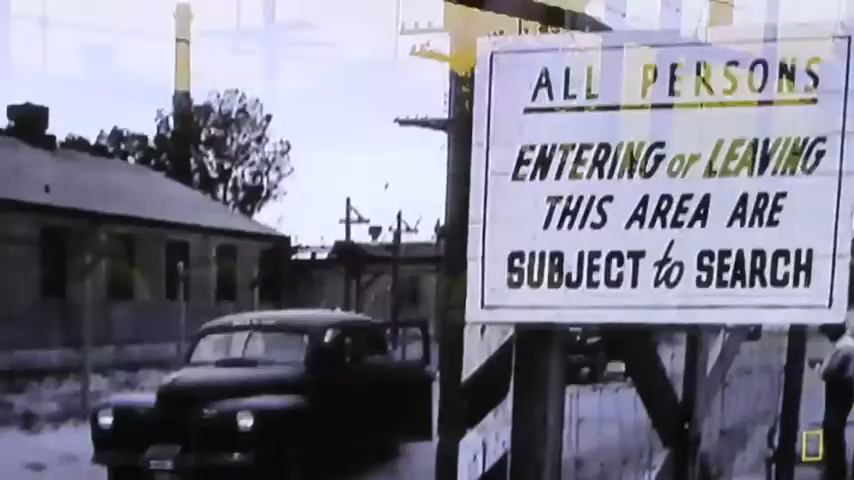 ALL PERSONS
ENTERING or LEAVING
THIS AREA ARE
SUBJECT to SEARCH